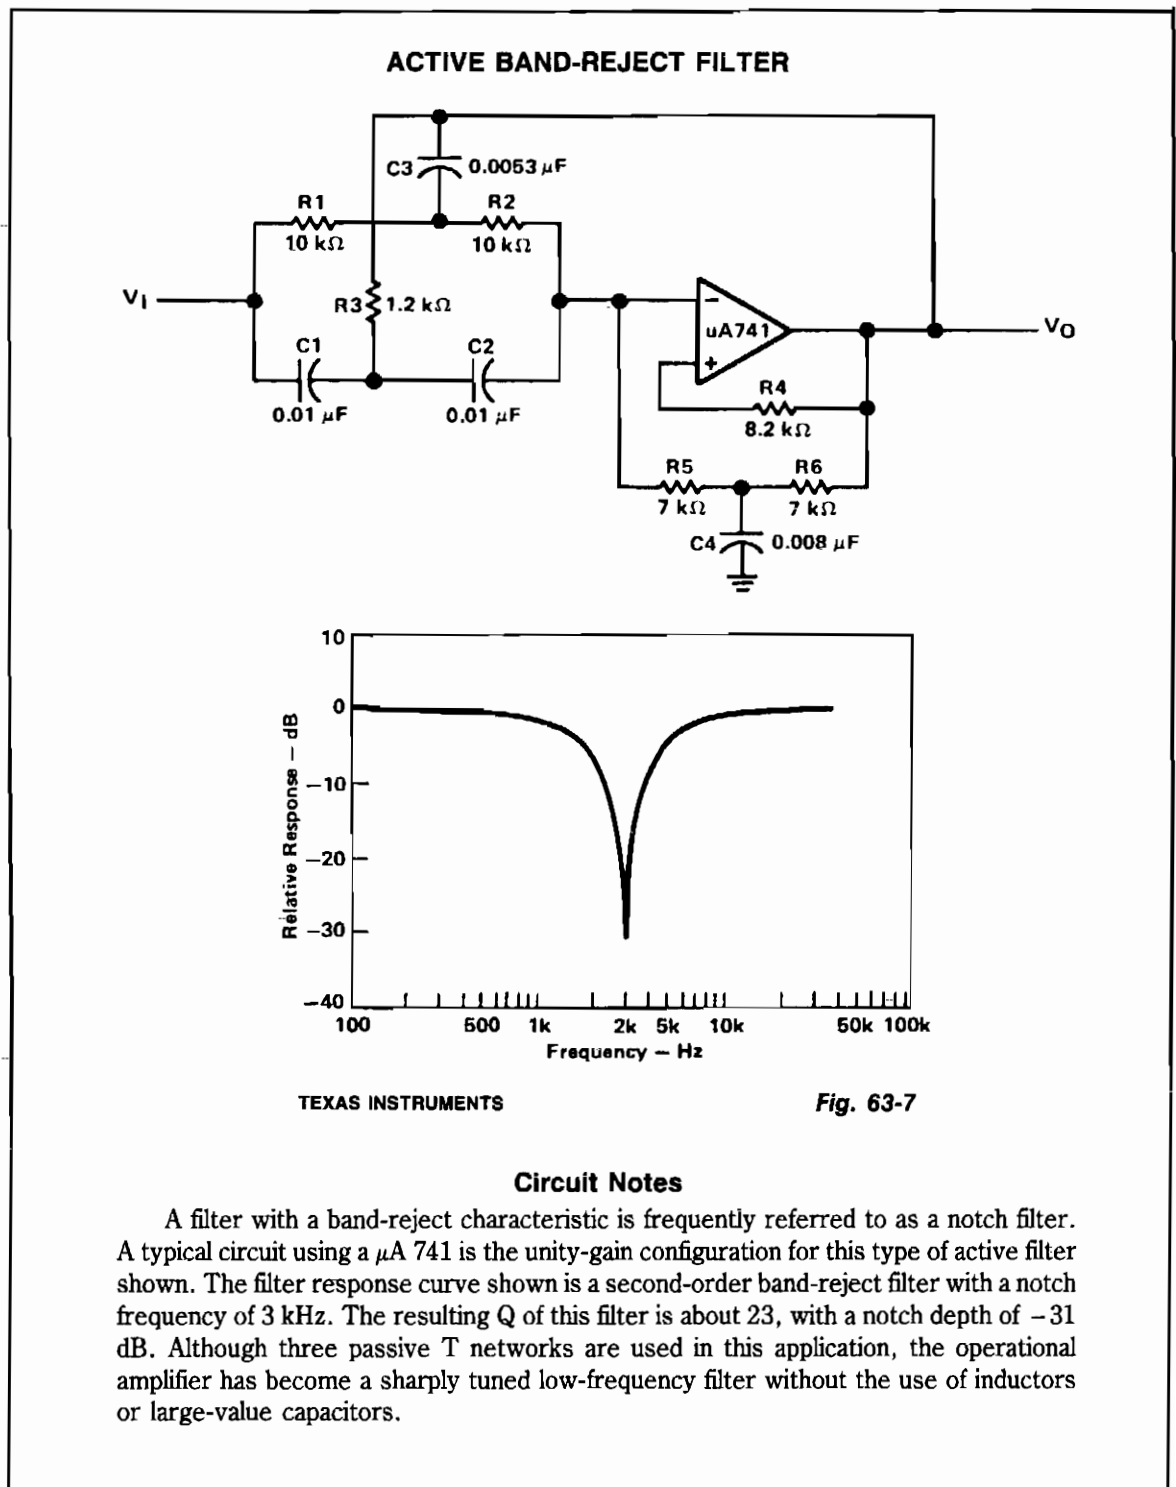 ACTIVE BAND-REJECT FILTER
C3 0.0053 μF
R1 R2
10 kΩ 10 kΩ
VI
R3 1.2 kΩ
−
uA741
+
VO
C1 C2
0.01 μF 0.01 μF
R4
8.2 kΩ
R5 R6
7 kΩ 7 kΩ
C4 0.008 μF
10
0
−10
−20
−30
−40
Relative Response — dB
100 500 1k 2k 5k 10k 50k 100k
Frequency — Hz
TEXAS INSTRUMENTS Fig. 63-7
Circuit Notes
A filter with a band-reject characteristic is frequently referred to as a notch filter.
A typical circuit using a μA 741 is the unity-gain configuration for this type of active filter
shown. The filter response curve shown is a second-order band-reject filter with a notch
frequency of 3 kHz. The resulting Q of this filter is about 23, with a notch depth of −31
dB. Although three passive T networks are used in this application, the operational
amplifier has become a sharply tuned low-frequency filter without the use of inductors
or large-value capacitors.